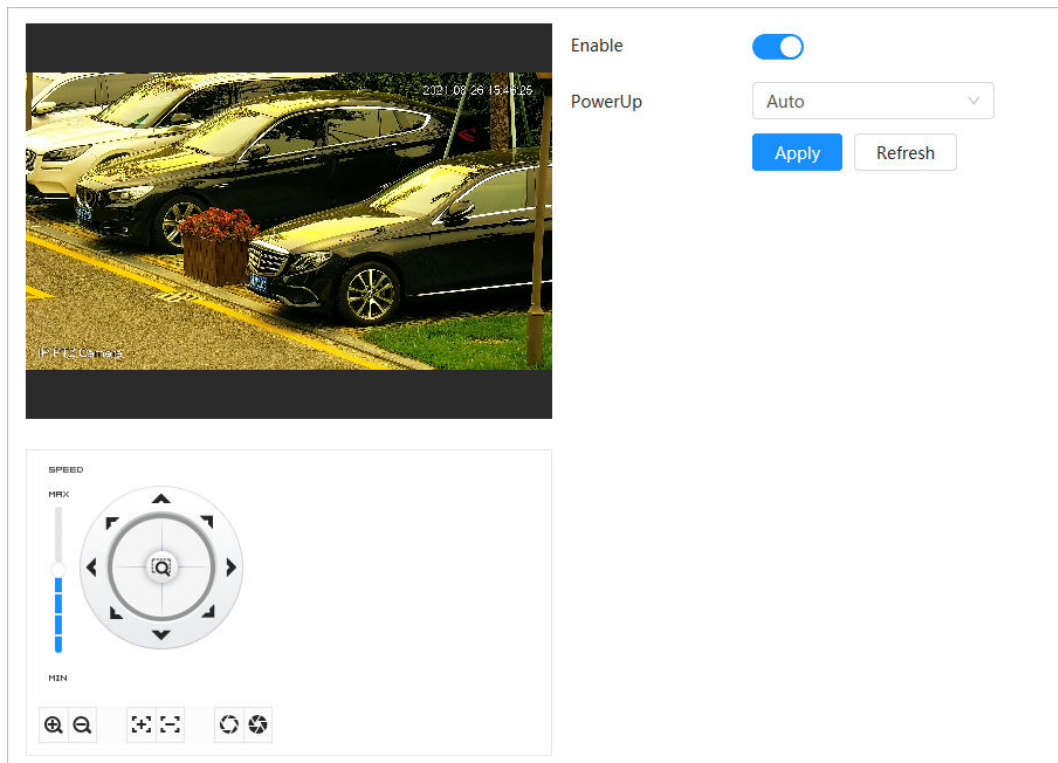 2021-08-26 15:46:25
IP PTZ Camera
Enable
PowerUp
Auto
Apply
Refresh
SPEED
MAX
MIN